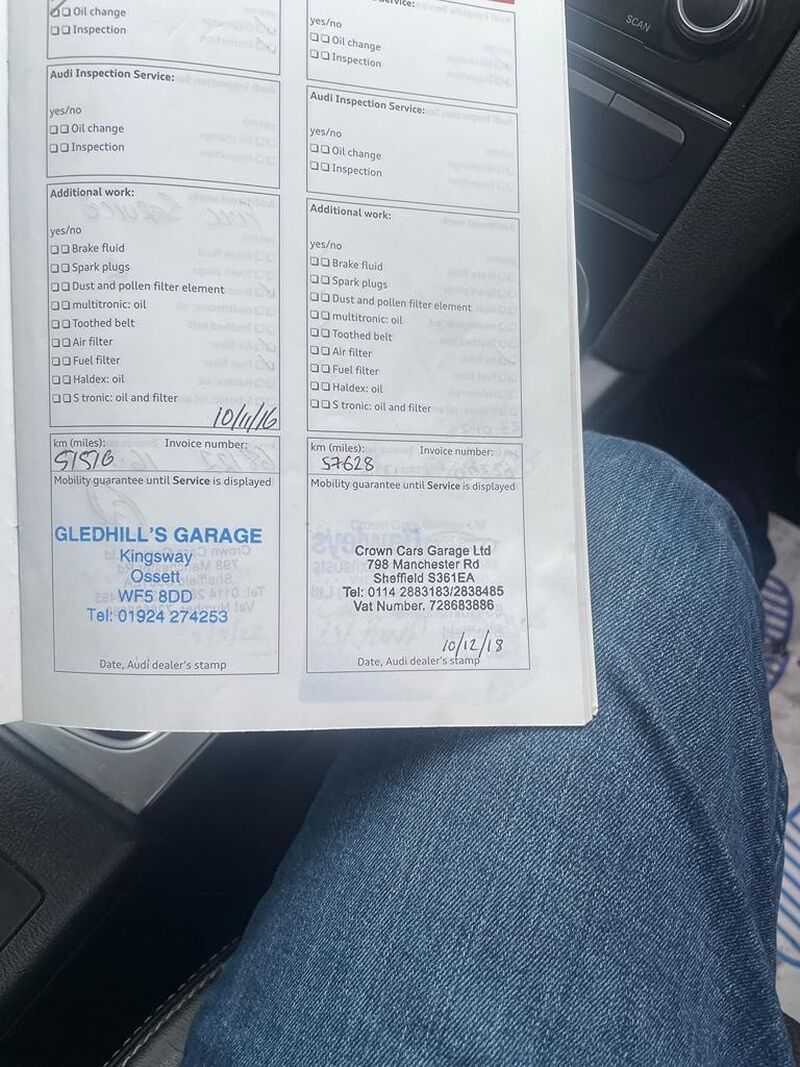 SCAN
Oil change
Inspection
Audi Inspection Service:
yes/no
Oil change
Inspection
Additional work:
yes/no
Brake fluid
Spark plugs
Dust and pollen filter element
multitronic: oil
Toothed belt
Air filter
Fuel filter
Haldex: oil
S tronic: oil and filter
10/11/16
km (miles): Invoice number:
51516
Mobility guarantee until Service is displayed
GLEDHILL'S GARAGE
Kingsway
Ossett
WF5 8DD
Tel: 01924 274253
Date, Audi dealer's stamp
Service:
yes/no
Oil change
Inspection
Audi Inspection Service:
yes/no
Oil change
Inspection
Additional work:
yes/no
Brake fluid
Spark plugs
Dust and pollen filter element
multitronic: oil
Toothed belt
Air filter
Fuel filter
Haldex: oil
S tronic: oil and filter
km (miles): Invoice number:
57628
Mobility guarantee until Service is displayed
Crown Cars Garage Ltd
798 Manchester Rd
Sheffield S361EA
Tel: 0114 2883183/2838485
Vat Number. 728683886
10/12/18
Date, Audi dealer's stamp